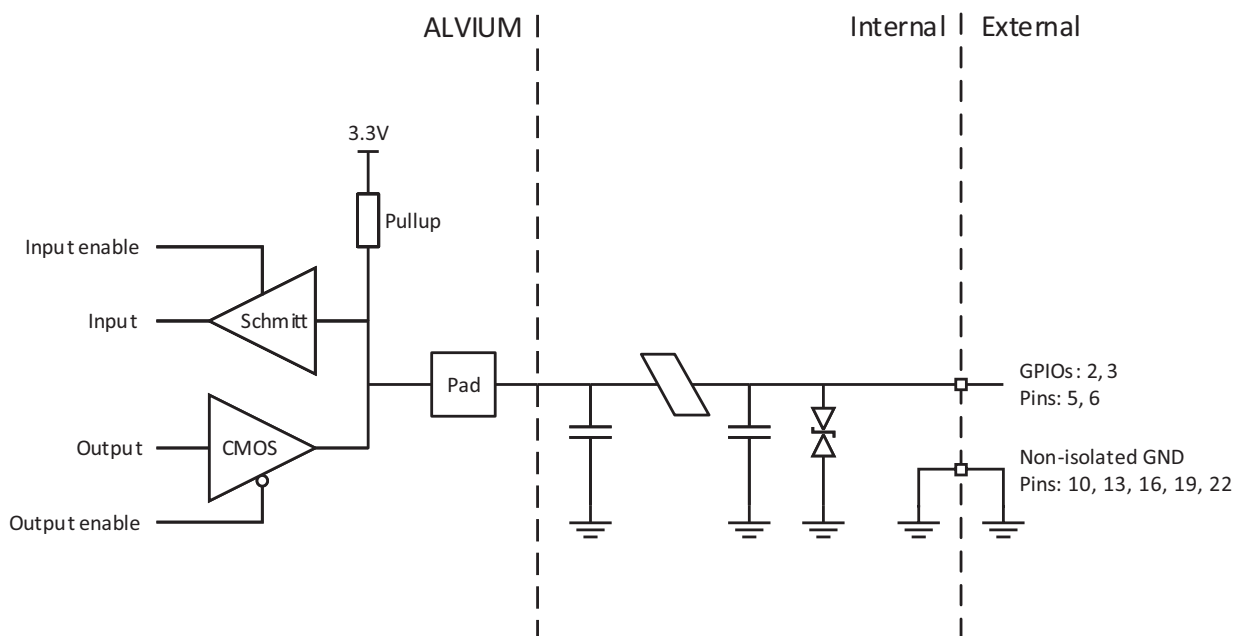 ALVIUM
Internal
External
3.3V
Pullup
Input enable
Input
Schmitt
Pad
Output
CMOS
Output enable
GPIOs: 2, 3
Pins: 5, 6
Non-isolated GND
Pins: 10, 13, 16, 19, 22